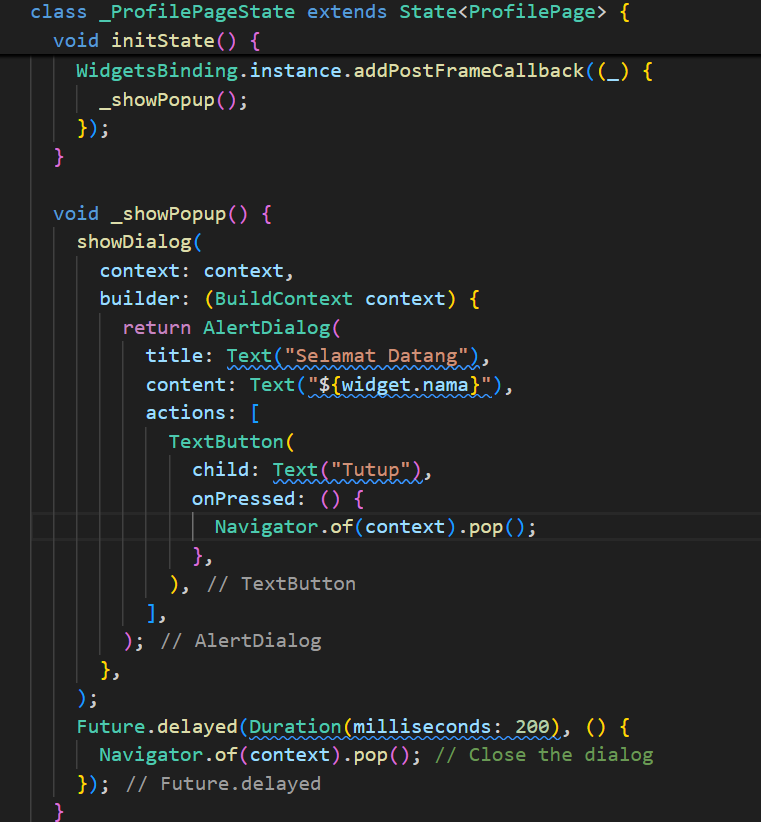 class _ProfilePageState extends State<ProfilePage> {
  void initState() {
    WidgetsBinding.instance.addPostFrameCallback((_) {
      _showPopup();
    });
  }

  void _showPopup() {
    showDialog(
      context: context,
      builder: (BuildContext context) {
        return AlertDialog(
          title: Text("Selamat Datang"),
          content: Text("${widget.nama}"),
          actions: [
            TextButton(
              child: Text("Tutup"),
              onPressed: () {
                Navigator.of(context).pop();
              },
            ), // TextButton
          ],
        ); // AlertDialog
      },
    );
    Future.delayed(Duration(milliseconds: 200), () {
      Navigator.of(context).pop(); // Close the dialog
    }); // Future.delayed
  }